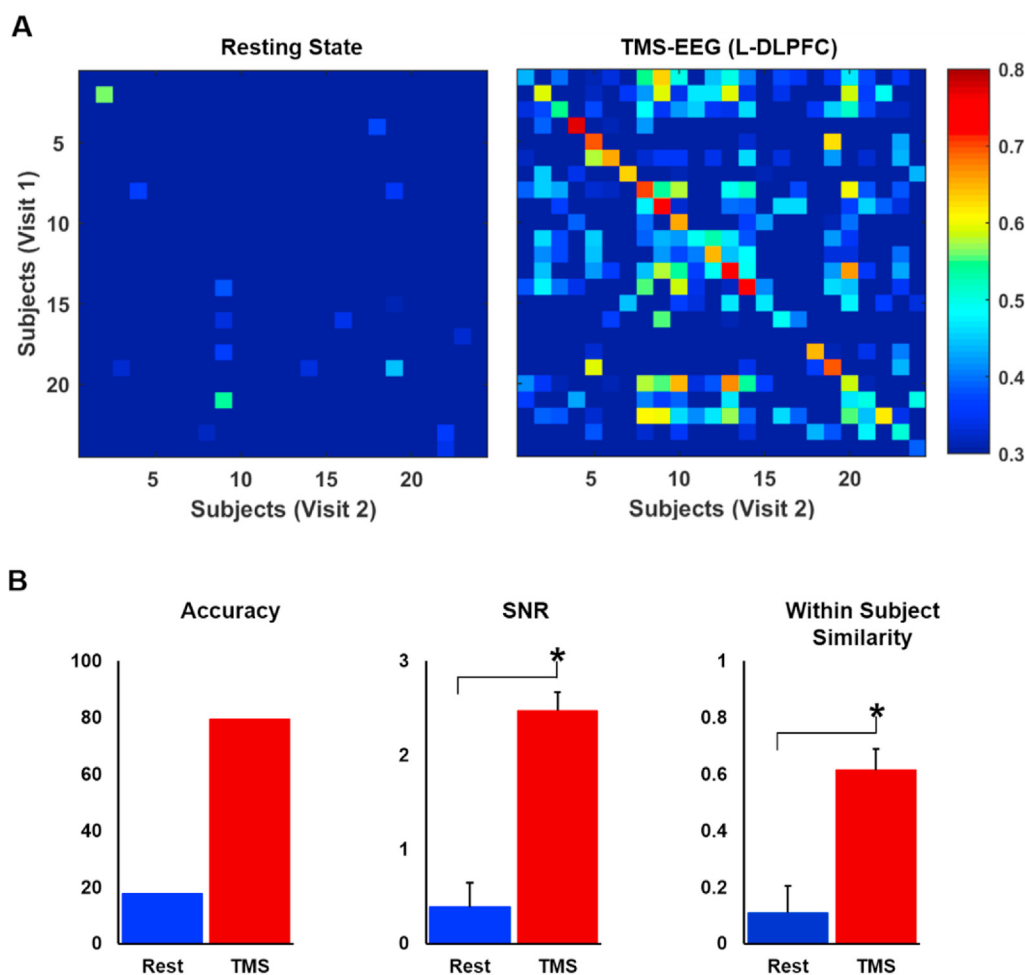 A
Resting State
TMS-EEG (L-DLPFC)
Subjects (Visit 1)
5
10
15
20
5
10
15
20
Subjects (Visit 2)
5
10
15
20
Subjects (Visit 2)
0.8
0.7
0.6
0.5
0.4
0.3
B
Accuracy
100
80
60
40
20
0
Rest
TMS
SNR
3
2
1
0
*
Rest
TMS
Within Subject
Similarity
1
0.8
0.6
0.4
0.2
0
*
Rest
TMS